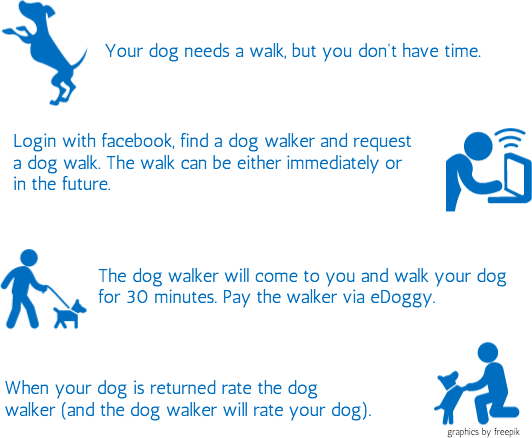 Your dog needs a walk, but you don't have time.
Login with facebook, find a dog walker and request
a dog walk. The walk can be either immediately or
in the future.
The dog walker will come to you and walk your dog
for 30 minutes. Pay the walker via eDoggy.
When your dog is returned rate the dog
walker (and the dog walker will rate your dog).
graphics by freepik